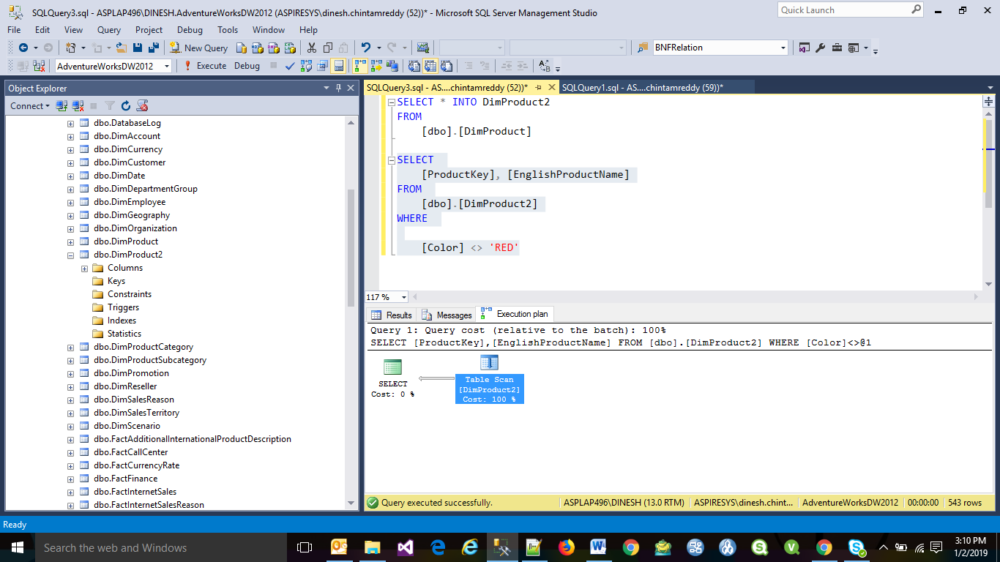 SQLQuery3.sql - ASPLAP496\DINESH.AdventureWorksDW2012 (ASPIRESYS\dinesh.chintamreddy (52))* - Microsoft SQL Server Management Studio
Quick Launch
File Edit View Query Project Debug Tools Window Help
New Query
BNFRelation
AdventureWorksDW2012
Execute Debug
Object Explorer
Connect
dbo.DatabaseLog
dbo.DimAccount
dbo.DimCurrency
dbo.DimCustomer
dbo.DimDate
dbo.DimDepartmentGroup
dbo.DimEmployee
dbo.DimGeography
dbo.DimOrganization
dbo.DimProduct
dbo.DimProduct2
Columns
Keys
Constraints
Triggers
Indexes
Statistics
dbo.DimProductCategory
dbo.DimProductSubcategory
dbo.DimPromotion
dbo.DimReseller
dbo.DimSalesReason
dbo.DimSalesTerritory
dbo.DimScenario
dbo.FactAdditionalInternationalProductDescription
dbo.FactCallCenter
dbo.FactCurrencyRate
dbo.FactFinance
dbo.FactInternetSales
dbo.FactInternetSalesReason
SQLQuery3.sql - AS....chintamreddy (52))*
SQLQuery1.sql - AS....chintamreddy (59))*
SELECT * INTO DimProduct2
FROM
[dbo].[DimProduct]
SELECT
[ProductKey], [EnglishProductName]
FROM
[dbo].[DimProduct2]
WHERE
[Color] <> 'RED'
117 %
Results Messages Execution plan
Query 1: Query cost (relative to the batch): 100%
SELECT [ProductKey],[EnglishProductName] FROM [dbo].[DimProduct2] WHERE [Color]<>@1
SELECT
Cost: 0 %
Table Scan
[DimProduct2]
Cost: 100 %
Query executed successfully.
ASPLAP496\DINESH (13.0 RTM)
ASPIRESYS\dinesh.chint...
AdventureWorksDW2012
00:00:00
543 rows
Ready
Search the web and Windows
3:10 PM
1/2/2019